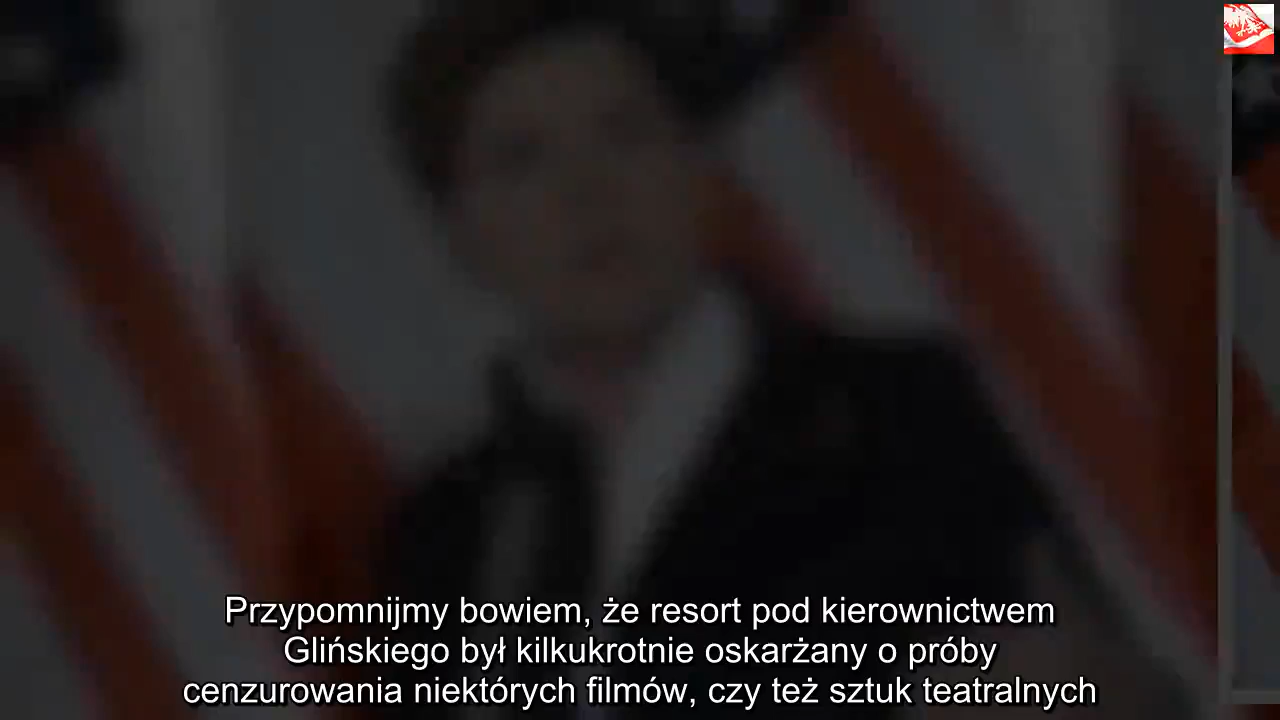 Przypomnijmy bowiem, że resort pod kierownictwem
Glińskiego był kilkukrotnie oskarżany o próby
cenzurowania niektórych filmów, czy też sztuk teatralnych